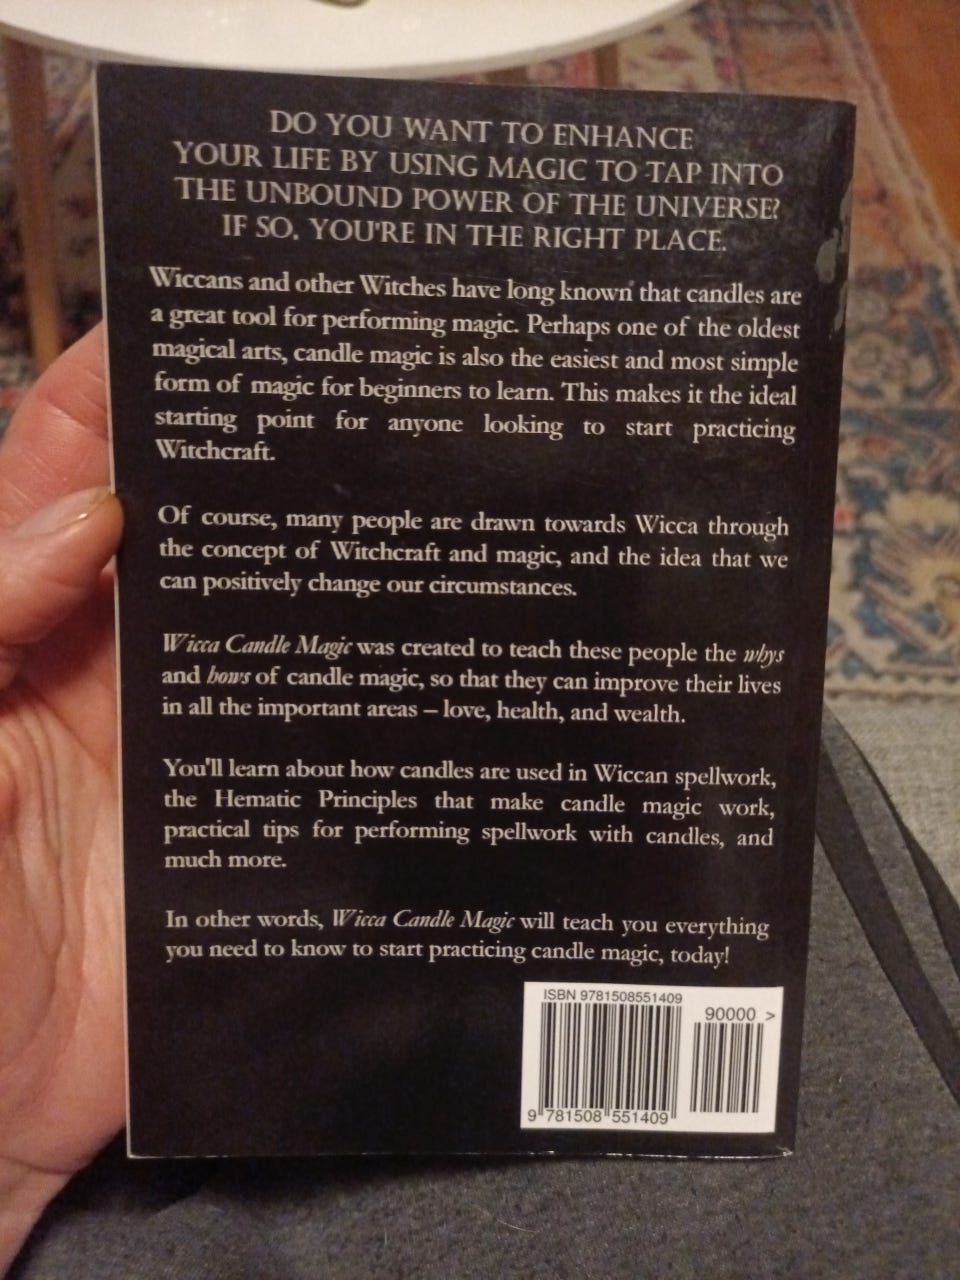 DO YOU WANT TO ENHANCE
YOUR LIFE BY USING MAGIC TO TAP INTO
THE UNBOUND POWER OF THE UNIVERSE?
IF SO, YOU'RE IN THE RIGHT PLACE.
Wiccans and other Witches have long known that candles are
a great tool for performing magic. Perhaps one of the oldest
magical arts, candle magic is also the easiest and most simple
form of magic for beginners to learn. This makes it the ideal
starting point for anyone looking to start practicing
Witchcraft.
Of course, many people are drawn towards Wicca through
the concept of Witchcraft and magic, and the idea that we
can positively change our circumstances.
Wicca Candle Magic was created to teach these people the whys
and hows of candle magic, so that they can improve their lives
in all the important areas – love, health, and wealth.
You'll learn about how candles are used in Wiccan spellwork,
the Hematic Principles that make candle magic work,
practical tips for performing spellwork with candles, and
much more.
In other words, Wicca Candle Magic will teach you everything
you need to know to start practicing candle magic, today!
ISBN 9781508551409
90000 >
9 781508 551409